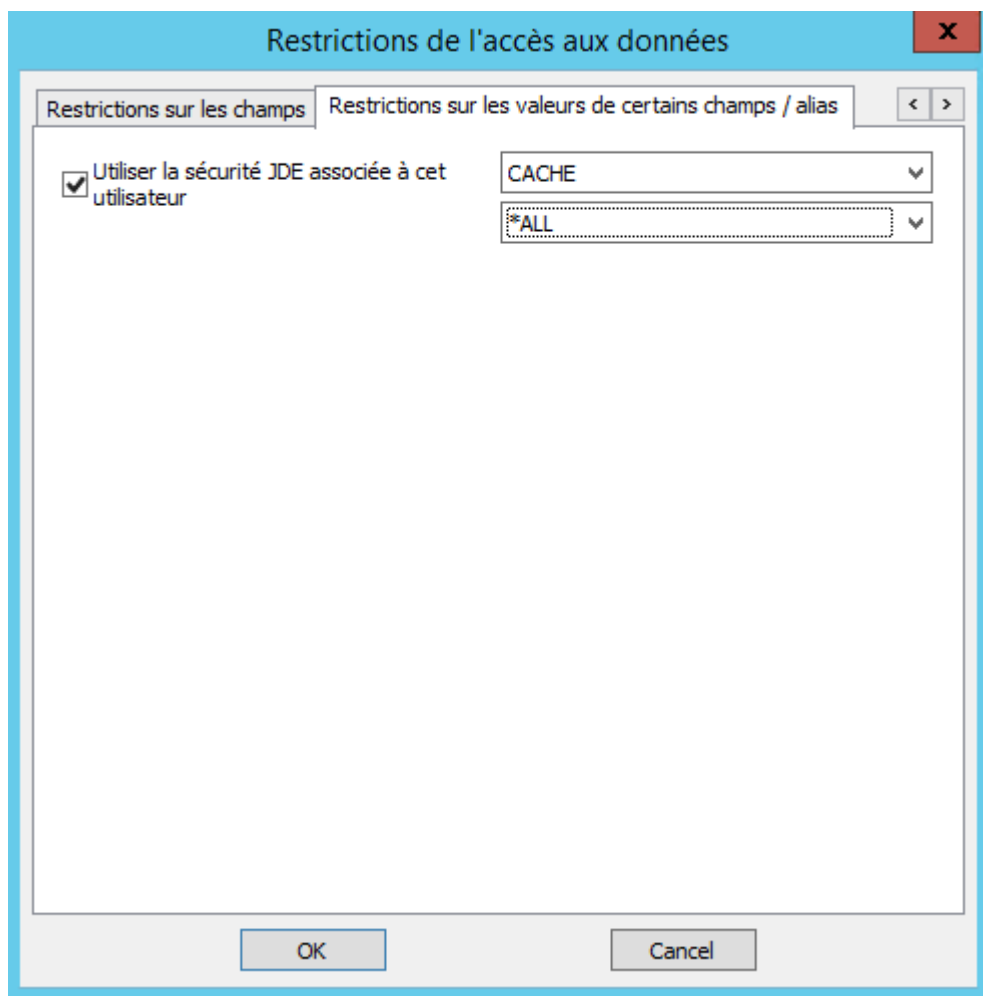 Restrictions de l'accès aux données
x
Restrictions sur les champs
Restrictions sur les valeurs de certains champs / alias
< >
Utiliser la sécurité JDE associée à cet
utilisateur
CACHE
*ALL
OK
Cancel